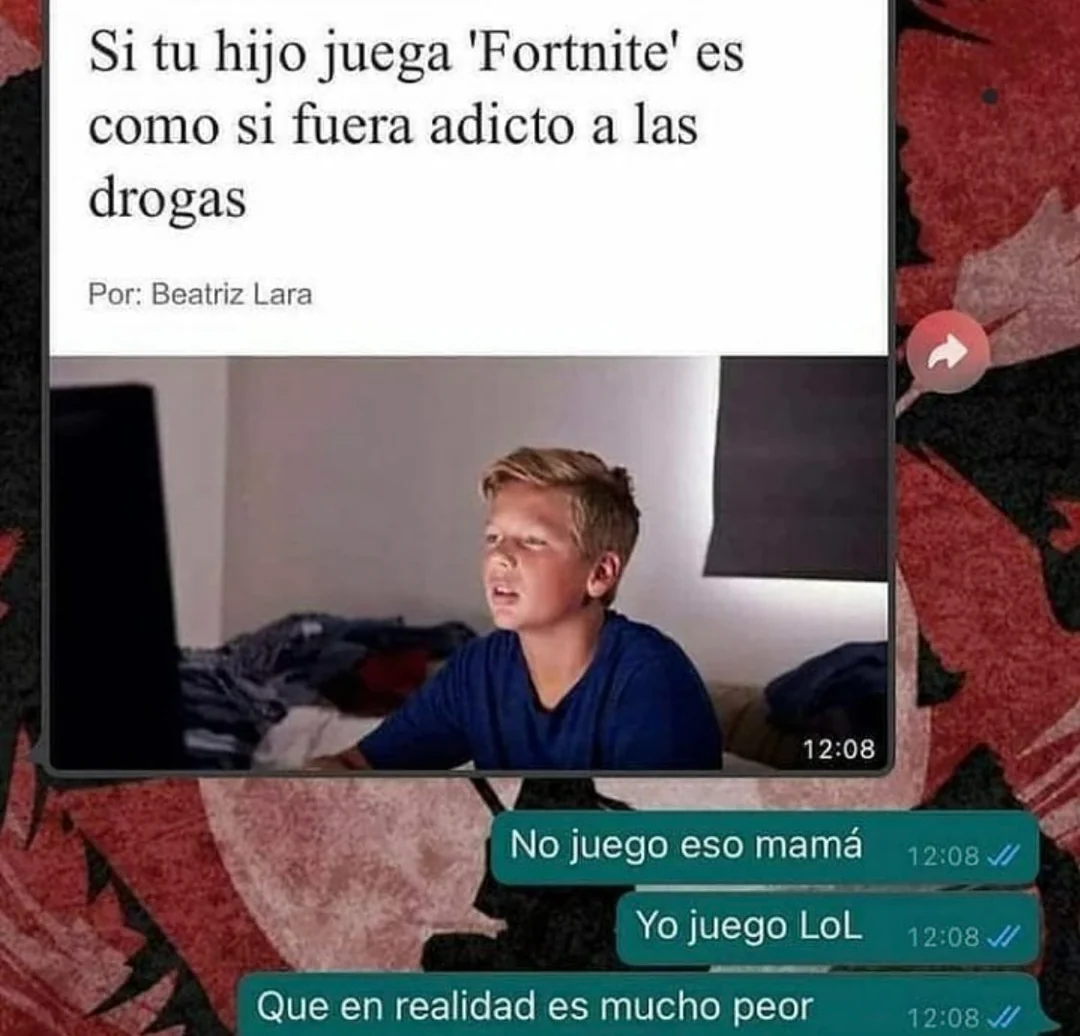 Si tu hijo juega 'Fortnite' es
como si fuera adicto a las
drogas
Por: Beatriz Lara
12:08
No juego eso mamá 12:08
Yo juego LoL 12:08
Que en realidad es mucho peor 12:08